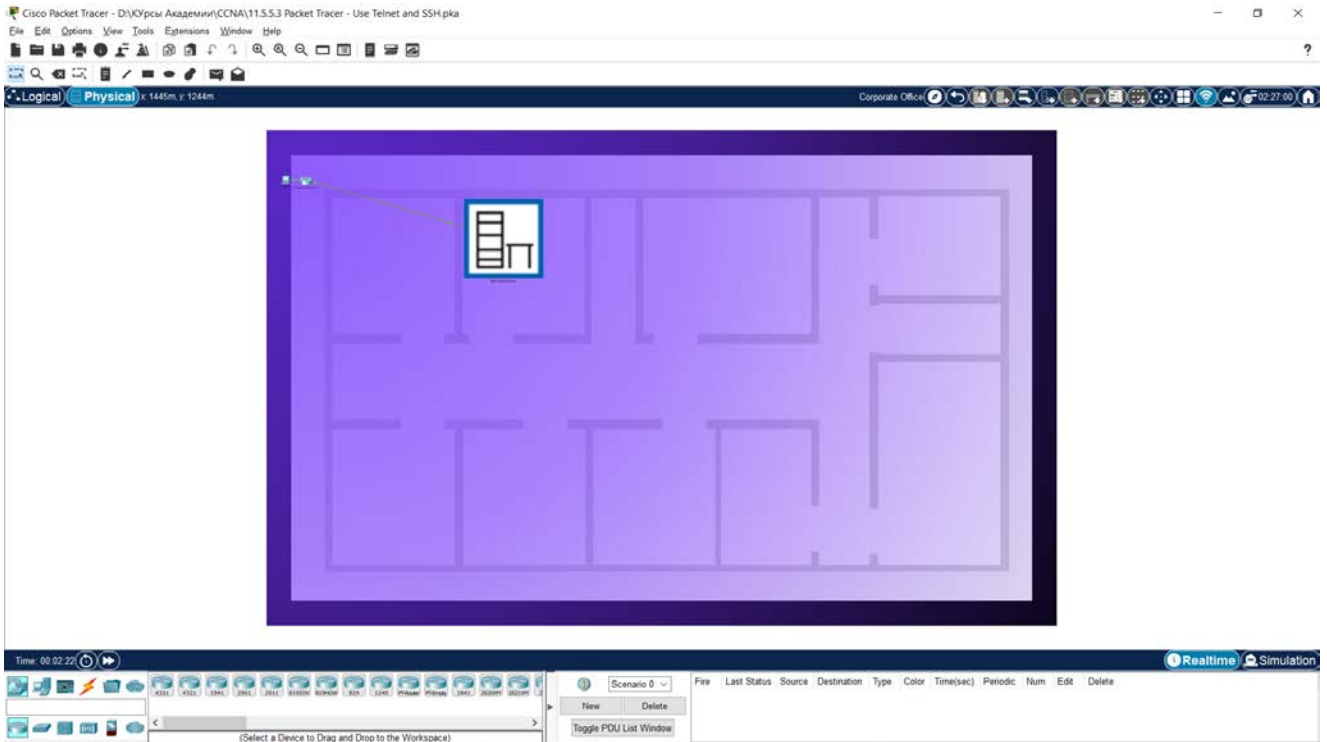 Cisco Packet Tracer - D:\КУрсы Академии\CCNA\11.5.5.3 Packet Tracer - Use Telnet and SSH.pka
File Edit Options View Tools Extensions Window Help
?
Logical Physical x: 1445m, y: 1244m
Corporate Office 02:27:00
Time: 00:02:22
Realtime Simulation
4331 4321 1941 2901 2911 819IOX 819HGW 829 1240 PT-Router PT-Empty 1841 2620XM 2621XM
(Select a Device to Drag and Drop to the Workspace)
Scenario 0
New Delete
Toggle PDU List Window
Fire Last Status Source Destination Type Color Time(sec) Periodic Num Edit Delete